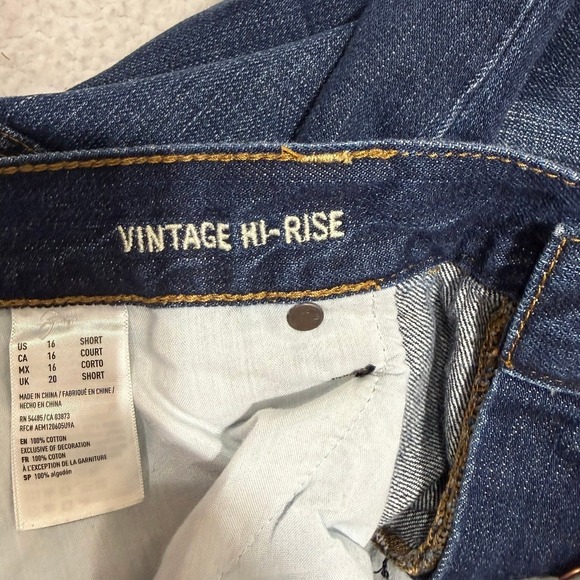 VINTAGE HI-RISE
US 16 SHORT
CA 16 COURT
MX 16 CORTO
UK 20 SHORT
MADE IN CHINA / FABRIQUÉ EN CHINE /
HECHO EN CHINA
RN 54485/CA 03873
RFC# AEM120605U9A
EN 100% COTTON
EXCLUSIVE OF DECORATION
FR 100% COTON
À L'EXCEPTION DE LA GARNITURE
SP 100% algodón